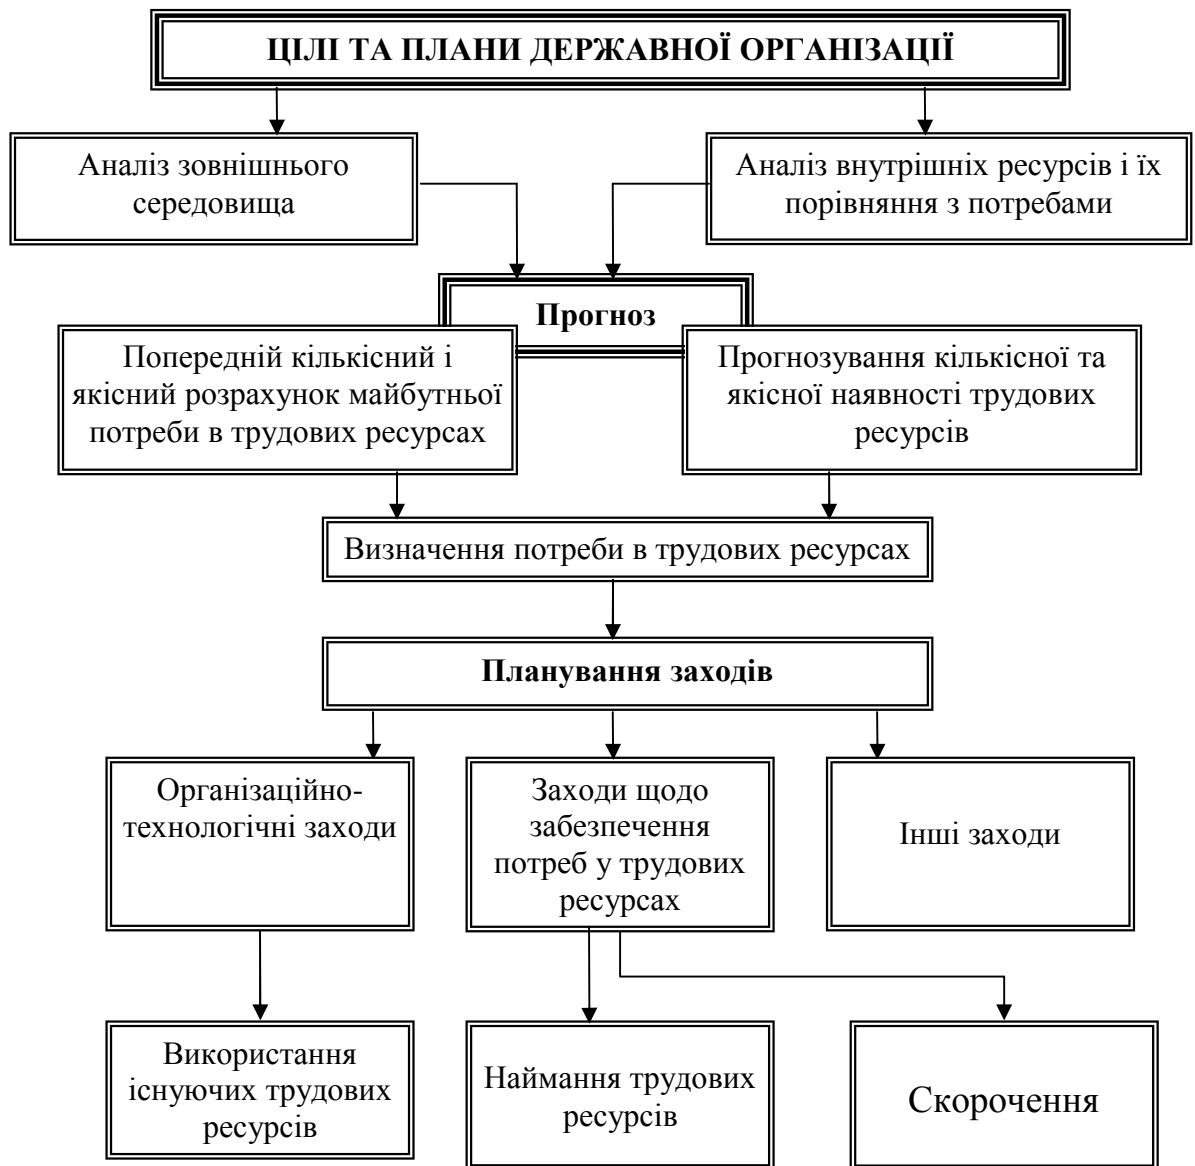 ЦІЛІ ТА ПЛАНИ ДЕРЖАВНОЇ ОРГАНІЗАЦІЇ
Аналіз зовнішнього
середовища
Аналіз внутрішніх ресурсів і їх
порівняння з потребами
Прогноз
Попередній кількісний і
якісний розрахунок майбутньої
потреби в трудових ресурсах
Прогнозування кількісної та
якісної наявності трудових
ресурсів
Визначення потреби в трудових ресурсах
Планування заходів
Організаційно-
технологічні заходи
Заходи щодо
забезпечення
потреб у трудових
ресурсах
Інші заходи
Використання
існуючих трудових
ресурсів
Наймання трудових
ресурсів
Скорочення